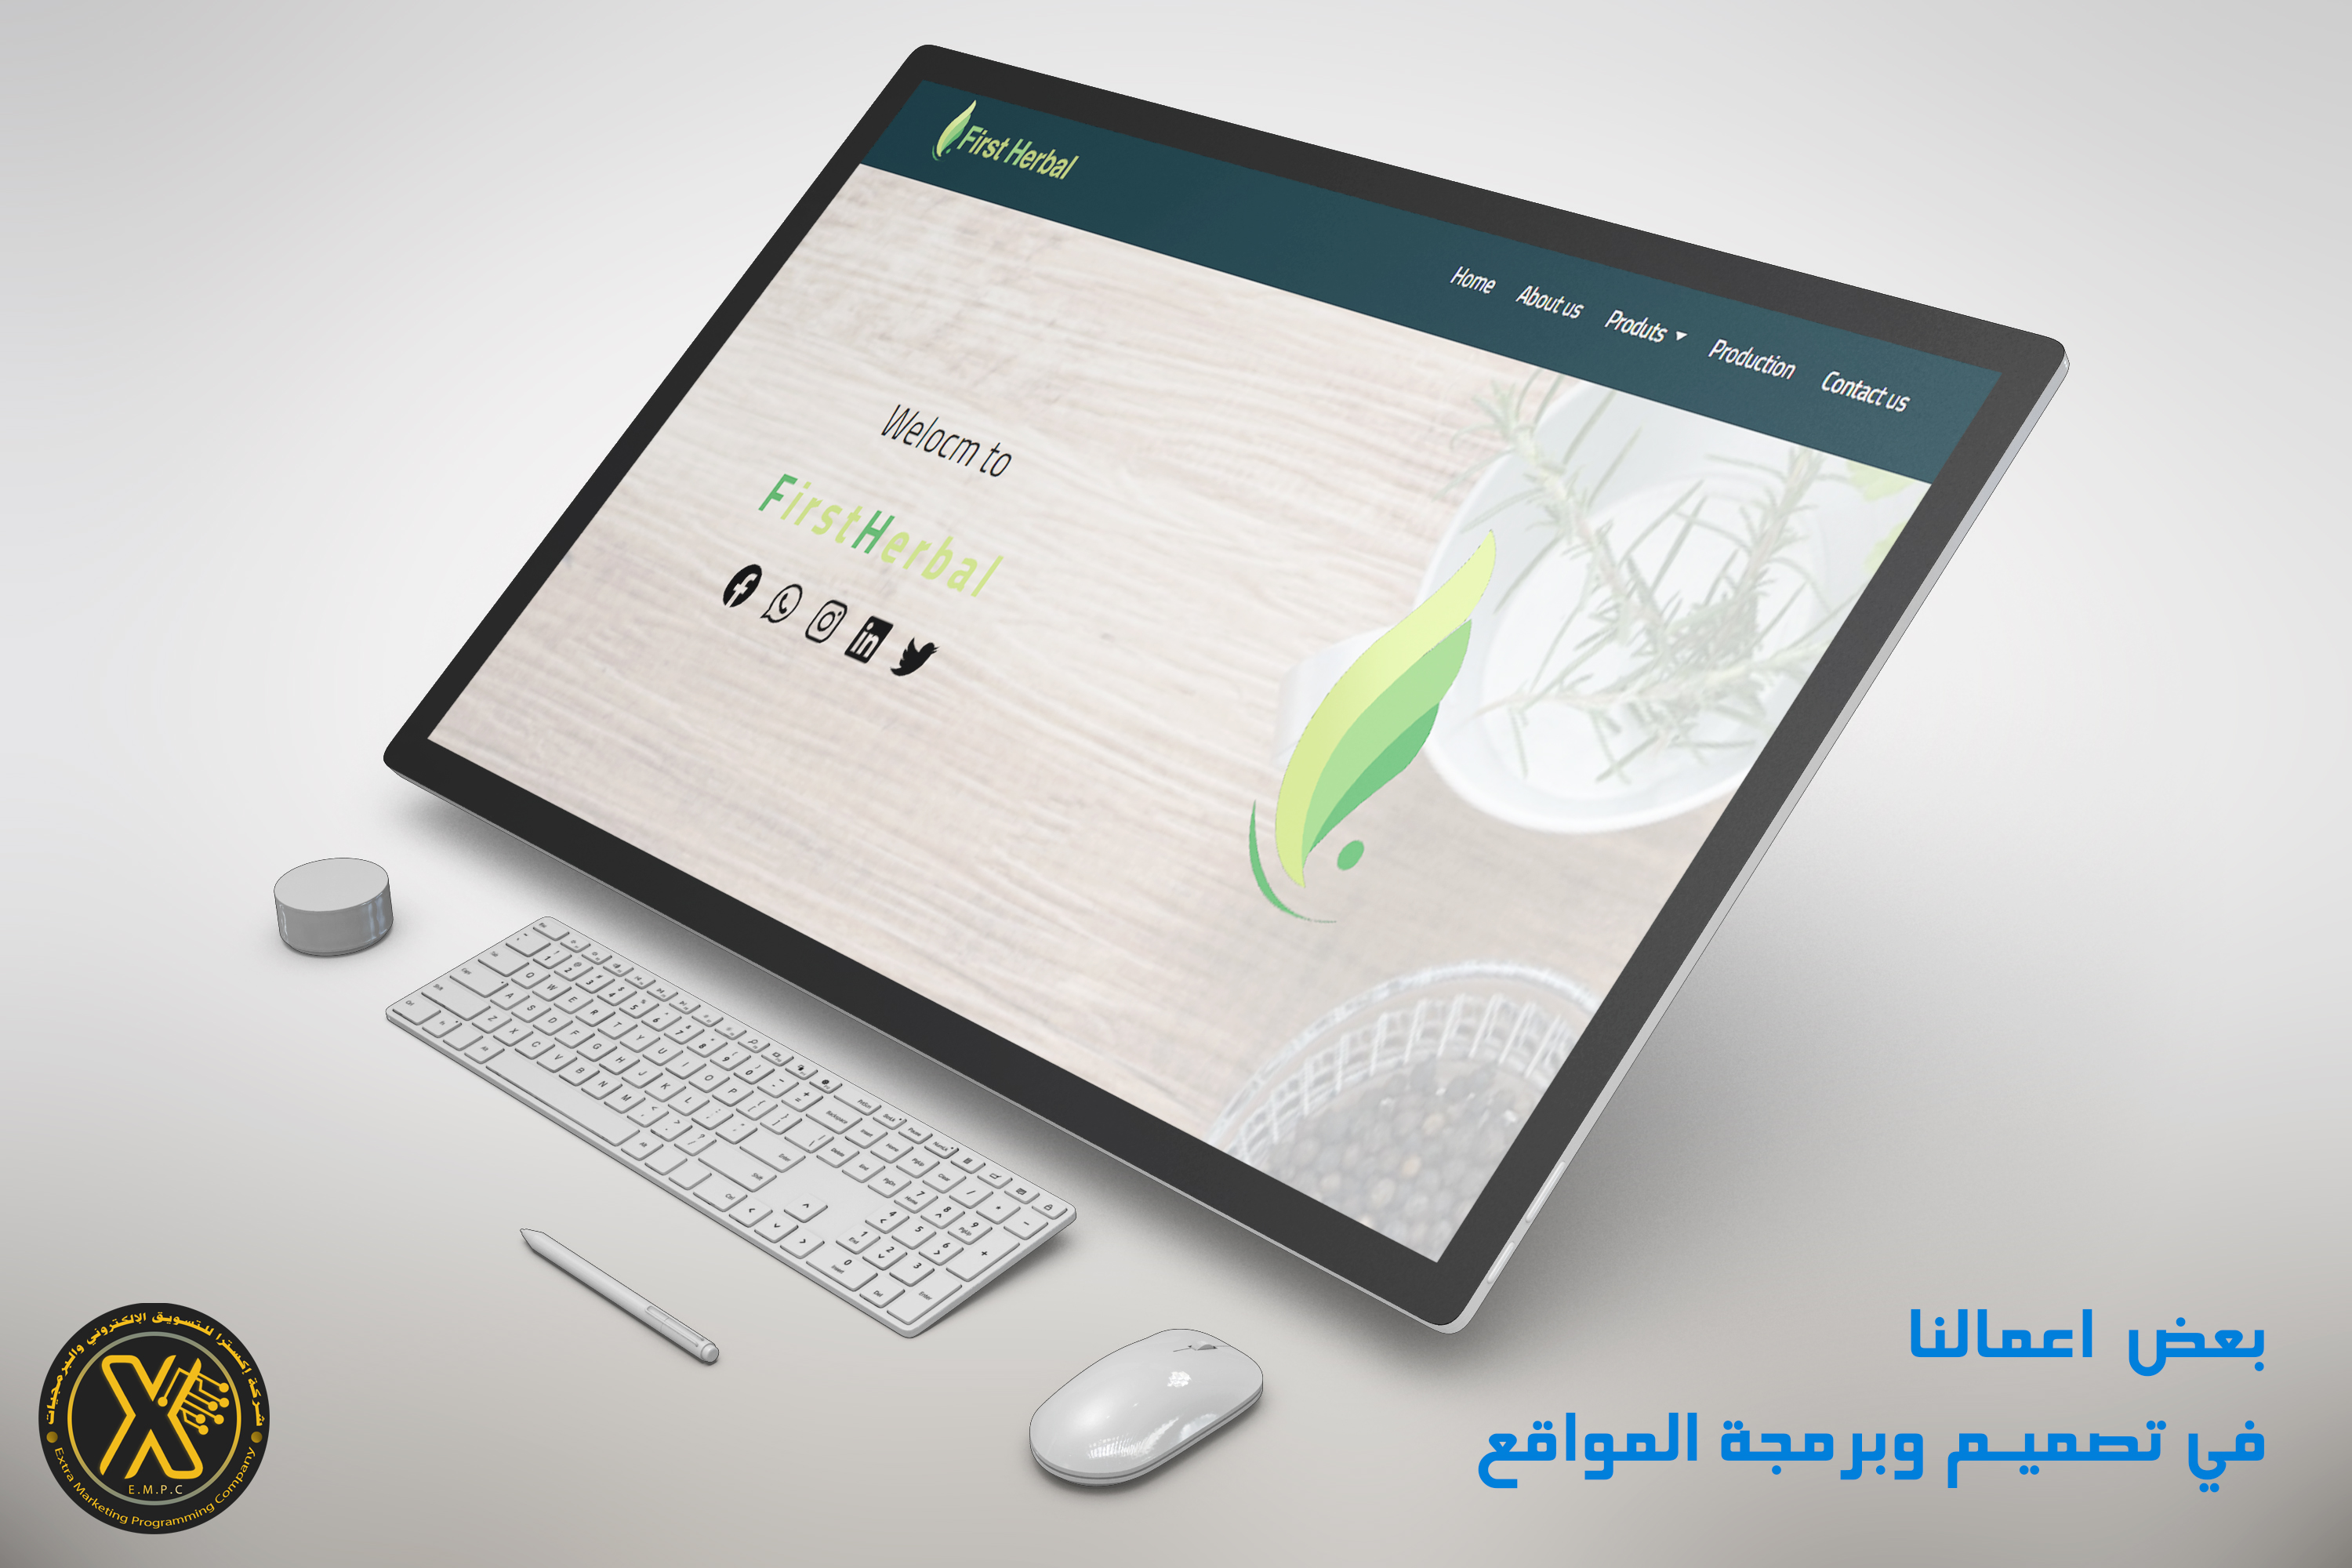 First Herbal
Home About us Produts Production Contact us
Welocm to
FirstHerbal
بعض اعمالنا
في تصميم وبرمجة المواقع
شركة إكسترا للتسويق الإلكتروني والبرمجيات
E.M.P.C
Extra Marketing Programming Company